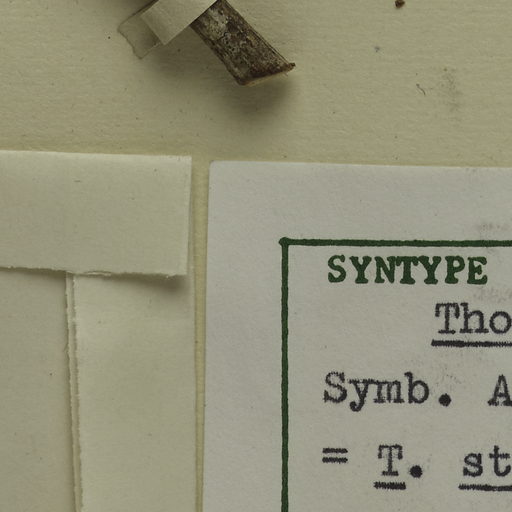 SYNTYPE
Tho
Symb. A
= T. st